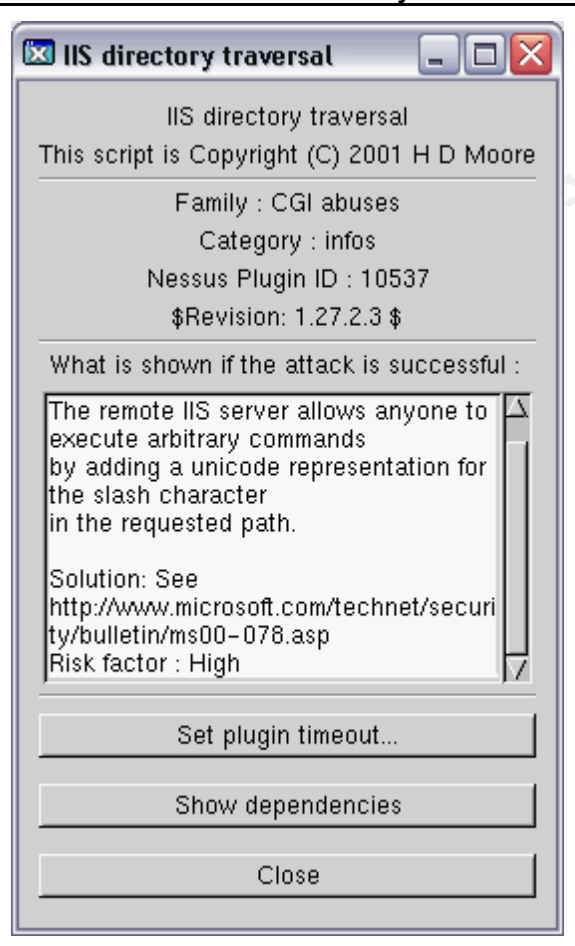 IIS directory traversal
IIS directory traversal
This script is Copyright (C) 2001 H D Moore
Family : CGI abuses
Category : infos
Nessus Plugin ID : 10537
$Revision: 1.27.2.3 $
What is shown if the attack is successful :
The remote IIS server allows anyone to
execute arbitrary commands
by adding a unicode representation for
the slash character
in the requested path.
Solution: See
http://www.microsoft.com/technet/securi
ty/bulletin/ms00-078.asp
Risk factor : High
Set plugin timeout...
Show dependencies
Close